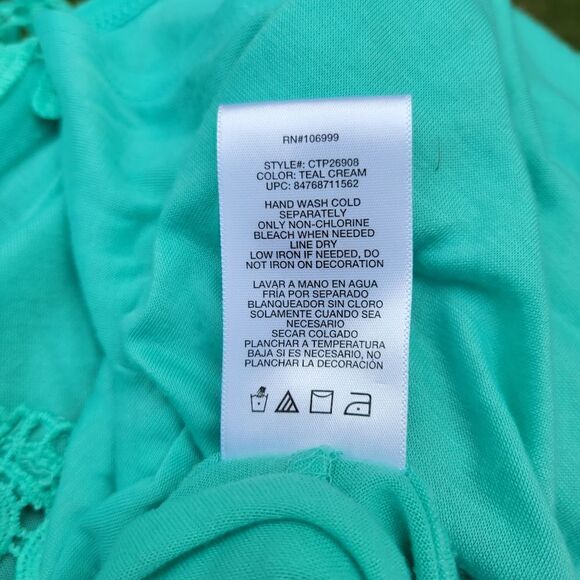 RN#106999
STYLE#: CTP26908
COLOR: TEAL CREAM
UPC: 84768711562
HAND WASH COLD
SEPARATELY
ONLY NON-CHLORINE
BLEACH WHEN NEEDED
LINE DRY
LOW IRON IF NEEDED, DO
NOT IRON ON DECORATION
LAVAR A MANO EN AGUA
FRIA POR SEPARADO
BLANQUEADOR SIN CLORO
SOLAMENTE CUANDO SEA
NECESARIO
SECAR COLGADO
PLANCHAR A TEMPERATURA
BAJA SI ES NECESARIO, NO
PLANCHAR LA DECORACIÓN